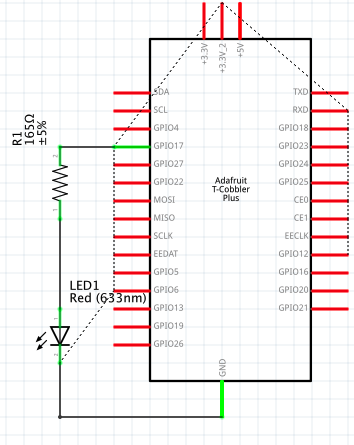 +3.3V
+3.3V_2
+5V
SDA
SCL
GPIO4
GPIO17
GPIO27
GPIO22
MOSI
MISO
SCLK
EEDAT
GPIO5
GPIO6
GPIO13
GPIO19
GPIO26
TXD
RXD
GPIO18
GPIO23
GPIO24
GPIO25
CE0
CE1
EECLK
GPIO12
GPIO16
GPIO20
GPIO21
Adafruit
T-Cobbler
Plus
GND
R1
165Ω
±5%
2
1
LED1
Red (633nm)